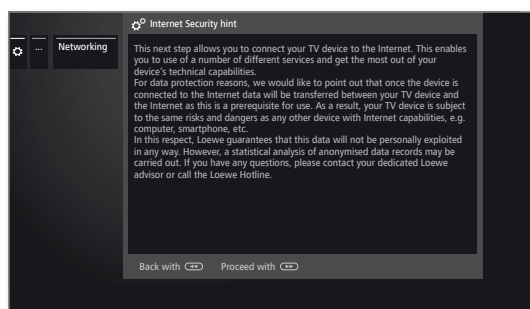 Internet Security hint
... Networking
This next step allows you to connect your TV device to the Internet. This enables
you to use of a number of different services and get the most out of your
device's technical capabilities.
For data protection reasons, we would like to point out that once the device is
connected to the Internet data will be transferred between your TV device and
the Internet as this is a prerequisite for use. As a result, your TV device is subject
to the same risks and dangers as any other device with Internet capabilities, e.g.
computer, smartphone, etc.
In this respect, Loewe guarantees that this data will not be personally exploited
in any way. However, a statistical analysis of anonymised data records may be
carried out. If you have any questions, please contact your dedicated Loewe
advisor or call the Loewe Hotline.
Back with Proceed with